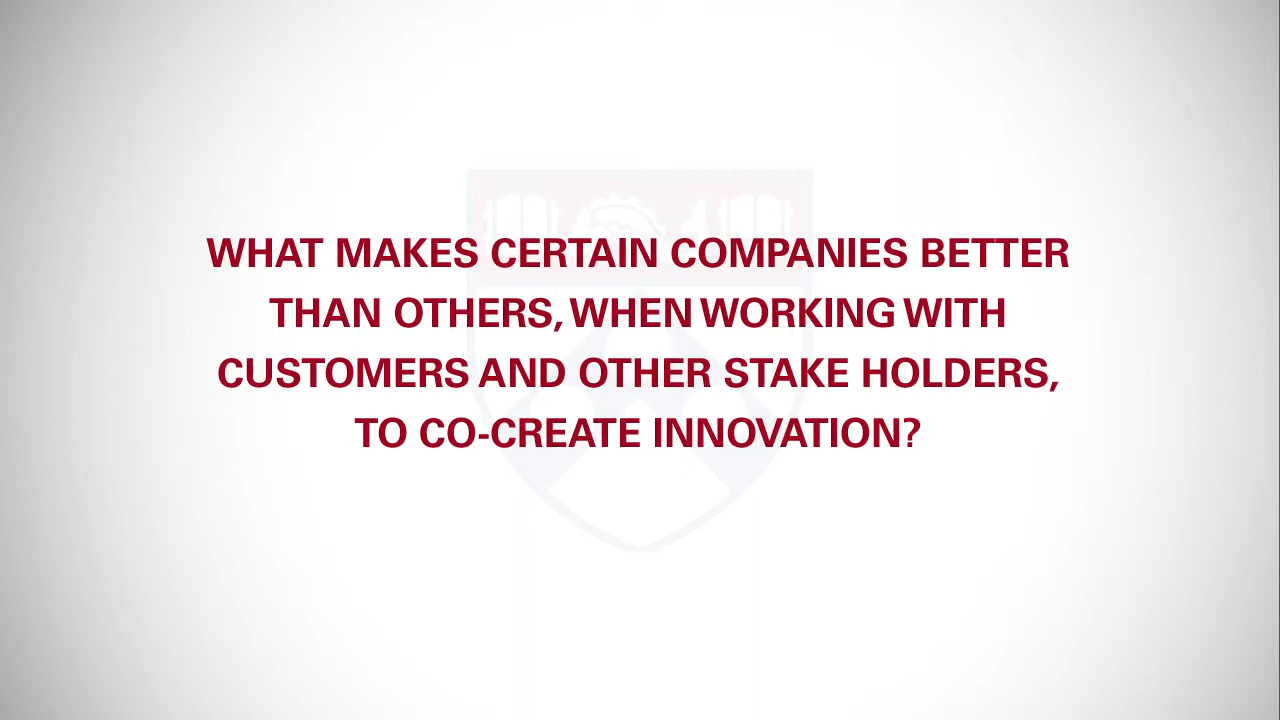 WHAT MAKES CERTAIN COMPANIES BETTER
THAN OTHERS, WHEN WORKING WITH
CUSTOMERS AND OTHER STAKE HOLDERS,
TO CO-CREATE INNOVATION?